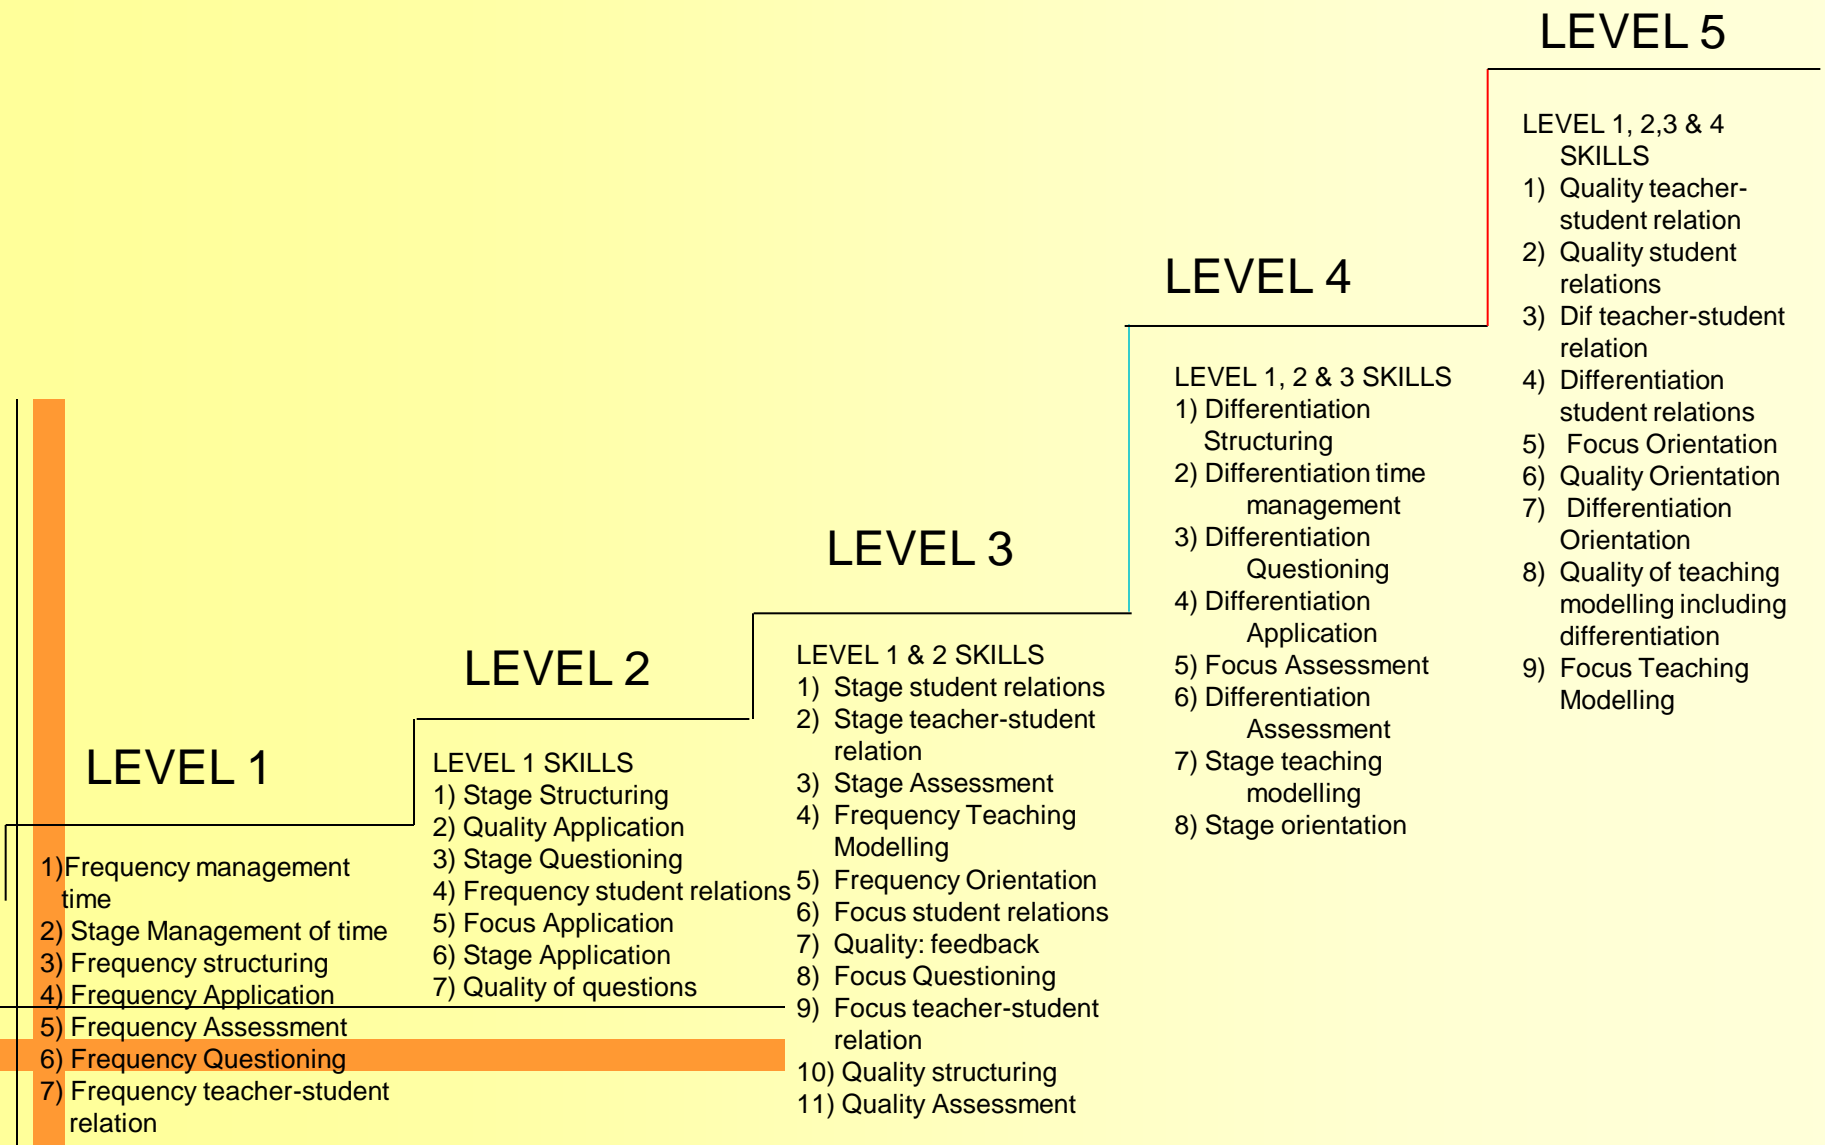 LEVEL 1
1)Frequency management
time
2) Stage Management of time
3) Frequency structuring
4) Frequency Application
5) Frequency Assessment
6) Frequency Questioning
7) Frequency teacher-student
relation
LEVEL 2
LEVEL 1 SKILLS
1) Stage Structuring
2) Quality Application
3) Stage Questioning
4) Frequency student relations
5) Focus Application
6) Stage Application
7) Quality of questions
LEVEL 3
LEVEL 1 & 2 SKILLS
1) Stage student relations
2) Stage teacher-student
relation
3) Stage Assessment
4) Frequency Teaching
Modelling
5) Frequency Orientation
6) Focus student relations
7) Quality: feedback
8) Focus Questioning
9) Focus teacher-student
relation
10) Quality structuring
11) Quality Assessment
LEVEL 4
LEVEL 1, 2 & 3 SKILLS
1) Differentiation
Structuring
2) Differentiation time
management
3) Differentiation
Questioning
4) Differentiation
Application
5) Focus Assessment
6) Differentiation
Assessment
7) Stage teaching
modelling
8) Stage orientation
LEVEL 5
LEVEL 1, 2,3 & 4
SKILLS
1) Quality teacher-
student relation
2) Quality student
relations
3) Dif teacher-student
relation
4) Differentiation
student relations
5) Focus Orientation
6) Quality Orientation
7) Differentiation
Orientation
8) Quality of teaching
modelling including
differentiation
9) Focus Teaching
Modelling